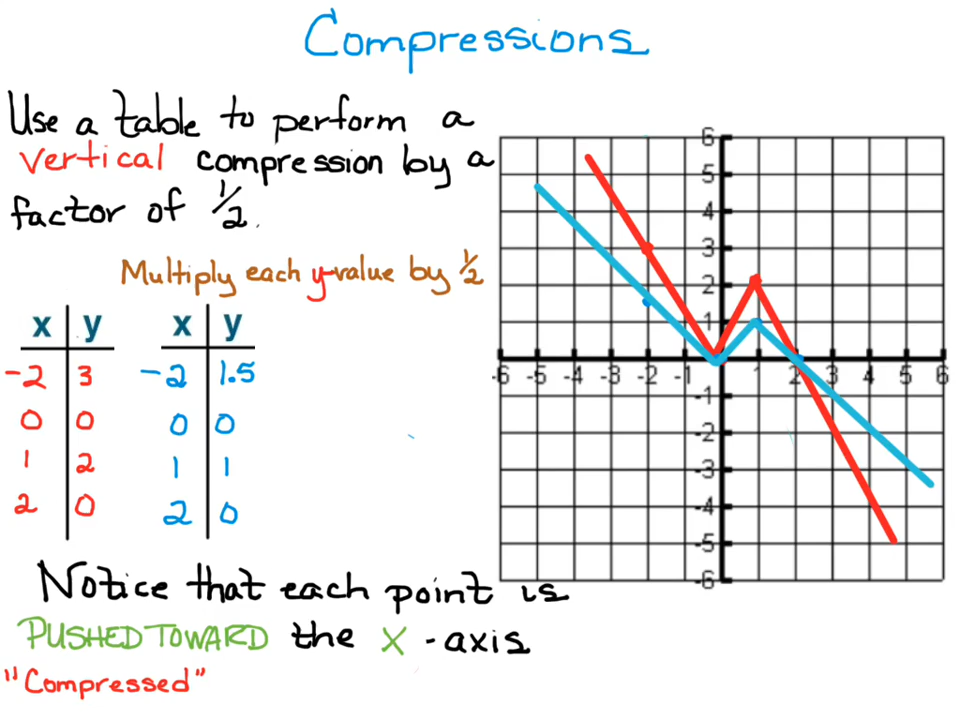 Compressions
Use a table to perform a
vertical compression by a
factor of 1/2.
Multiply each y-value by 1/2
x y
-2 3
0 0
1 2
2 0
x y
-2 1.5
0 0
1 1
2 0
6
5
4
3
2
1
-6 -5 -4 -3 -2 -1 1 2 3 4 5 6
-1
-2
-3
-4
-5
-6
Notice that each point is
PUSHED TOWARD the x-axis
"Compressed"